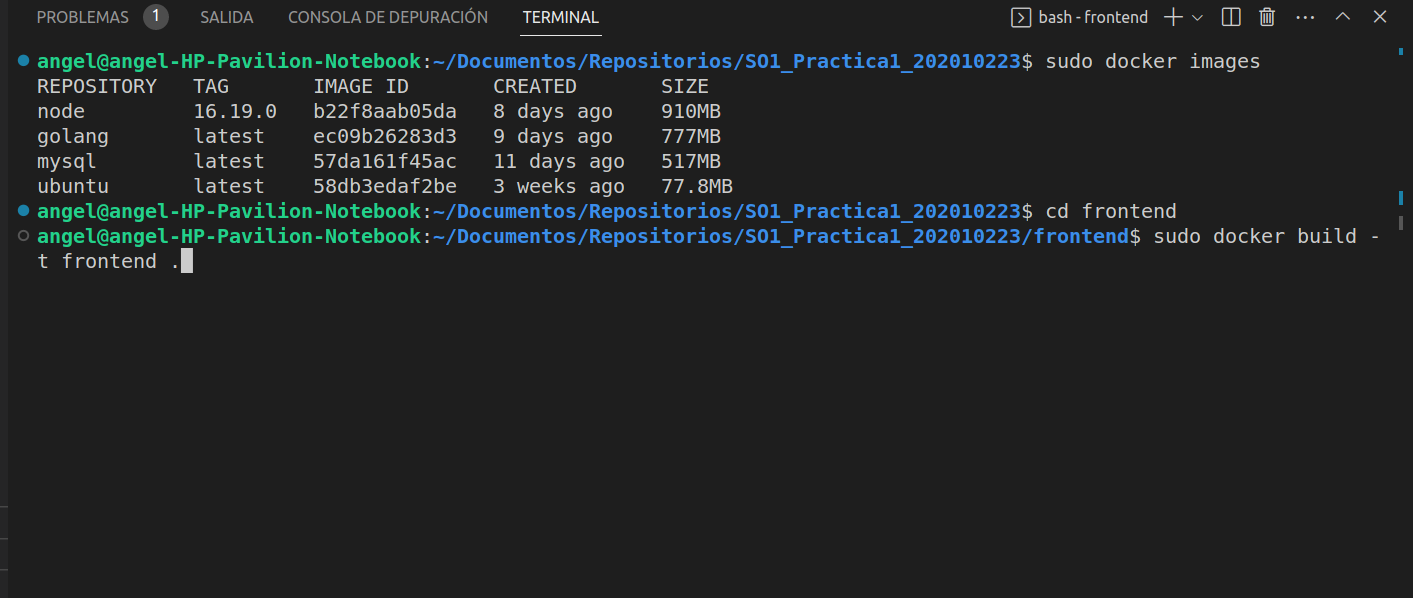 PROBLEMAS 1 SALIDA CONSOLA DE DEPURACIÓN TERMINAL bash - frontend
angel@angel-HP-Pavilion-Notebook:~/Documentos/Repositorios/SO1_Practica1_202010223$ sudo docker images
REPOSITORY TAG IMAGE ID CREATED SIZE
node 16.19.0 b22f8aab05da 8 days ago 910MB
golang latest ec09b26283d3 9 days ago 777MB
mysql latest 57da161f45ac 11 days ago 517MB
ubuntu latest 58db3edaf2be 3 weeks ago 77.8MB
angel@angel-HP-Pavilion-Notebook:~/Documentos/Repositorios/SO1_Practica1_202010223$ cd frontend
angel@angel-HP-Pavilion-Notebook:~/Documentos/Repositorios/SO1_Practica1_202010223/frontend$ sudo docker build -
t frontend .